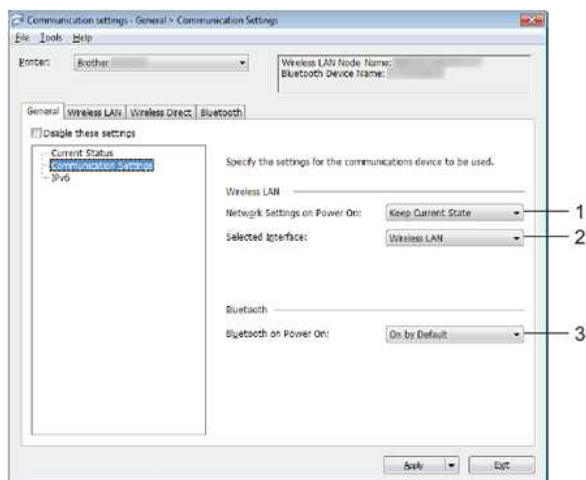 Communication settings - General > Communication Settings
File Tools Help
Printer: Brother
Wireless LAN Node Name:
Bluetooth Device Name:
General Wireless LAN Wireless Direct Bluetooth
Disable these settings
Current Status
Communication Settings
IPv6
Specify the settings for the communications device to be used.
Wireless LAN
Network Settings on Power On: Keep Current State 1
Selected Interface: Wireless LAN 2
Bluetooth
Bluetooth on Power On: On by Default 3
Apply Exit